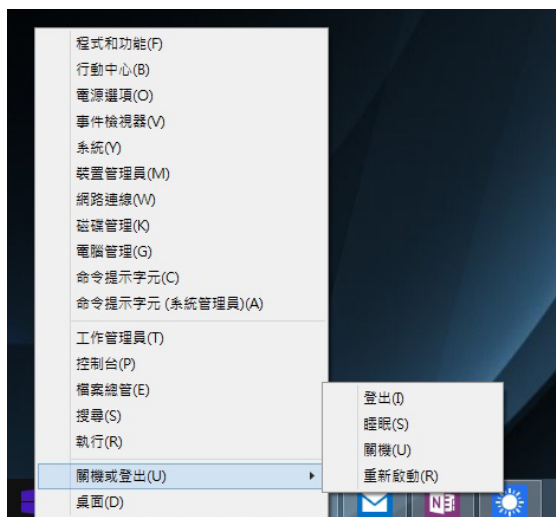 程式和功能(F)
行動中心(B)
電源選項(O)
事件檢視器(V)
系統(Y)
裝置管理員(M)
網路連線(W)
磁碟管理(K)
電腦管理(G)
命令提示字元(C)
命令提示字元 (系統管理員)(A)
工作管理員(T)
控制台(P)
檔案總管(E)
搜尋(S)
執行(R)
關機或登出(U)
桌面(D)
登出(I)
睡眠(S)
關機(U)
重新啟動(R)
N